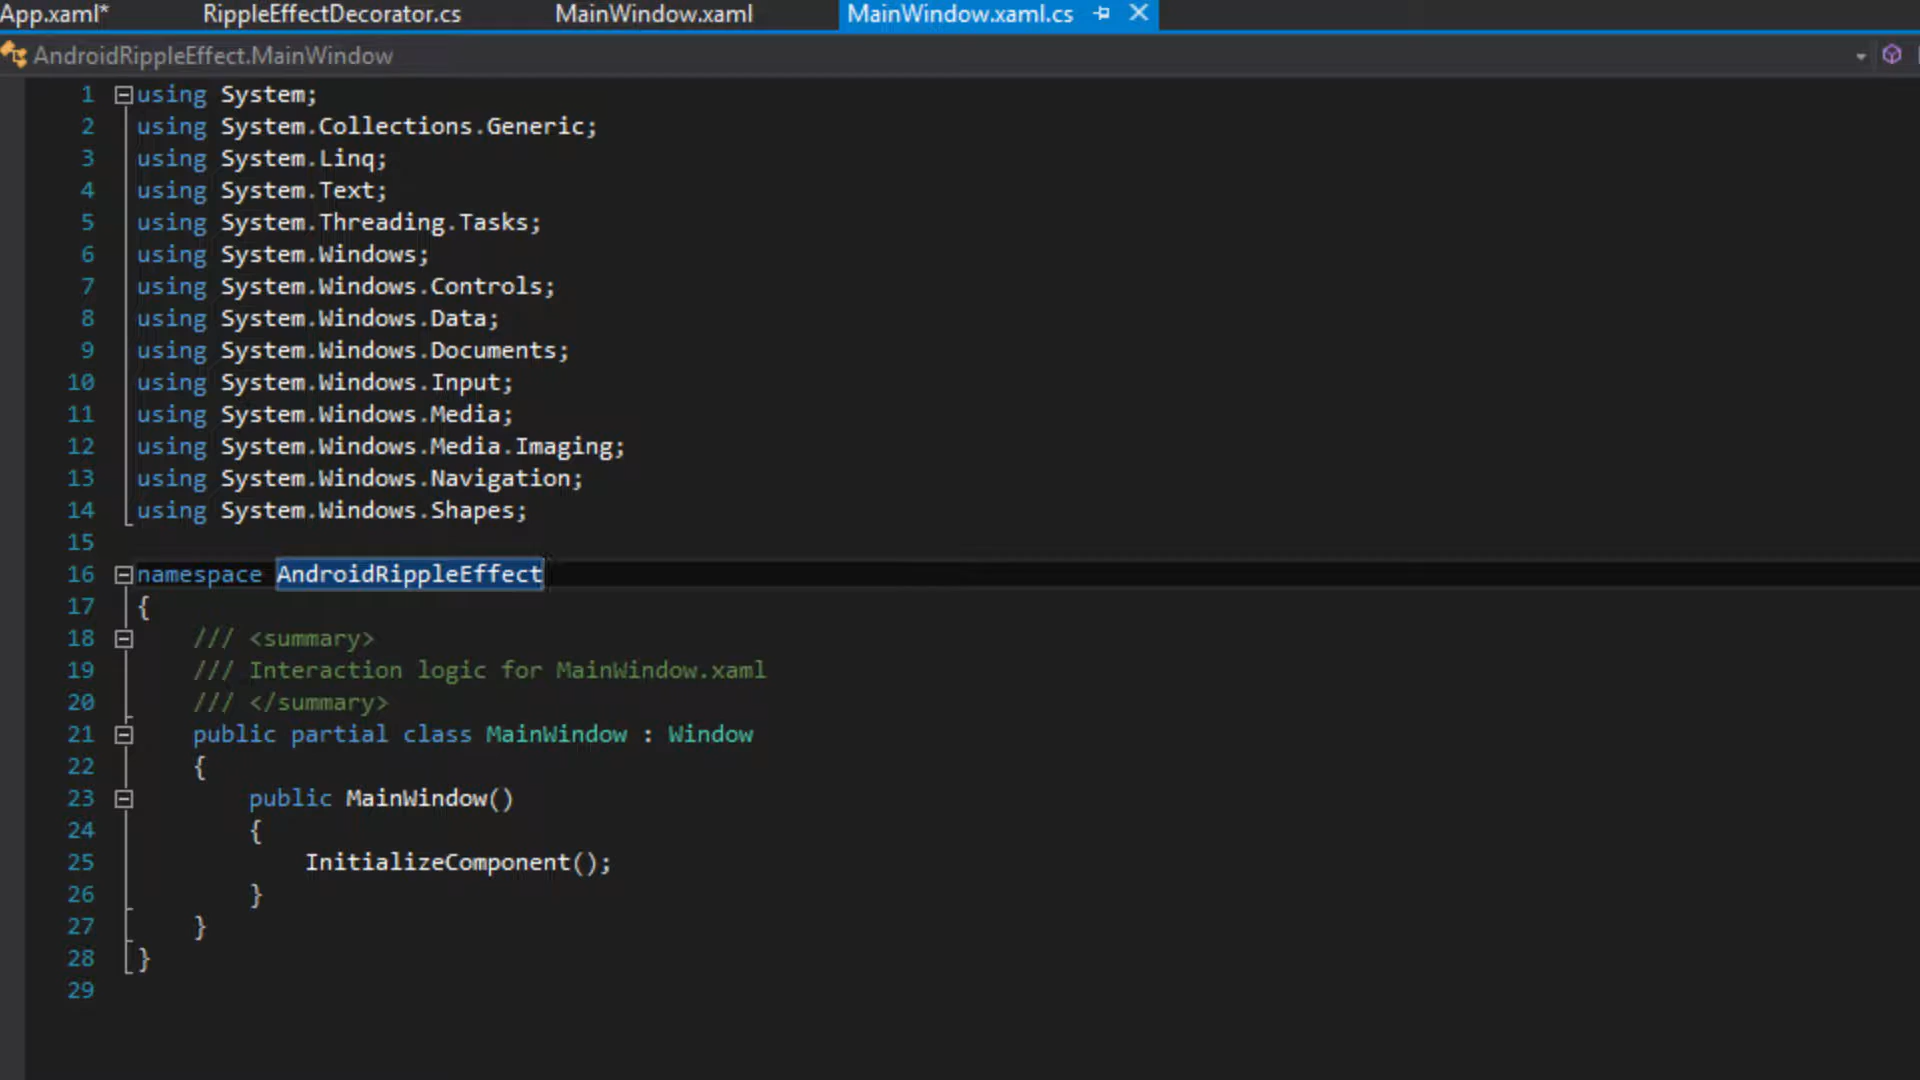 App.xaml* RippleEffectDecorator.cs MainWindow.xaml MainWindow.xaml.cs
AndroidRippleEffect.MainWindow
1 using System;
2 using System.Collections.Generic;
3 using System.Linq;
4 using System.Text;
5 using System.Threading.Tasks;
6 using System.Windows;
7 using System.Windows.Controls;
8 using System.Windows.Data;
9 using System.Windows.Documents;
10 using System.Windows.Input;
11 using System.Windows.Media;
12 using System.Windows.Media.Imaging;
13 using System.Windows.Navigation;
14 using System.Windows.Shapes;
15
16 namespace AndroidRippleEffect
17 {
18 /// <summary>
19 /// Interaction logic for MainWindow.xaml
20 /// </summary>
21 public partial class MainWindow : Window
22 {
23 public MainWindow()
24 {
25 InitializeComponent();
26 }
27 }
28 }
29